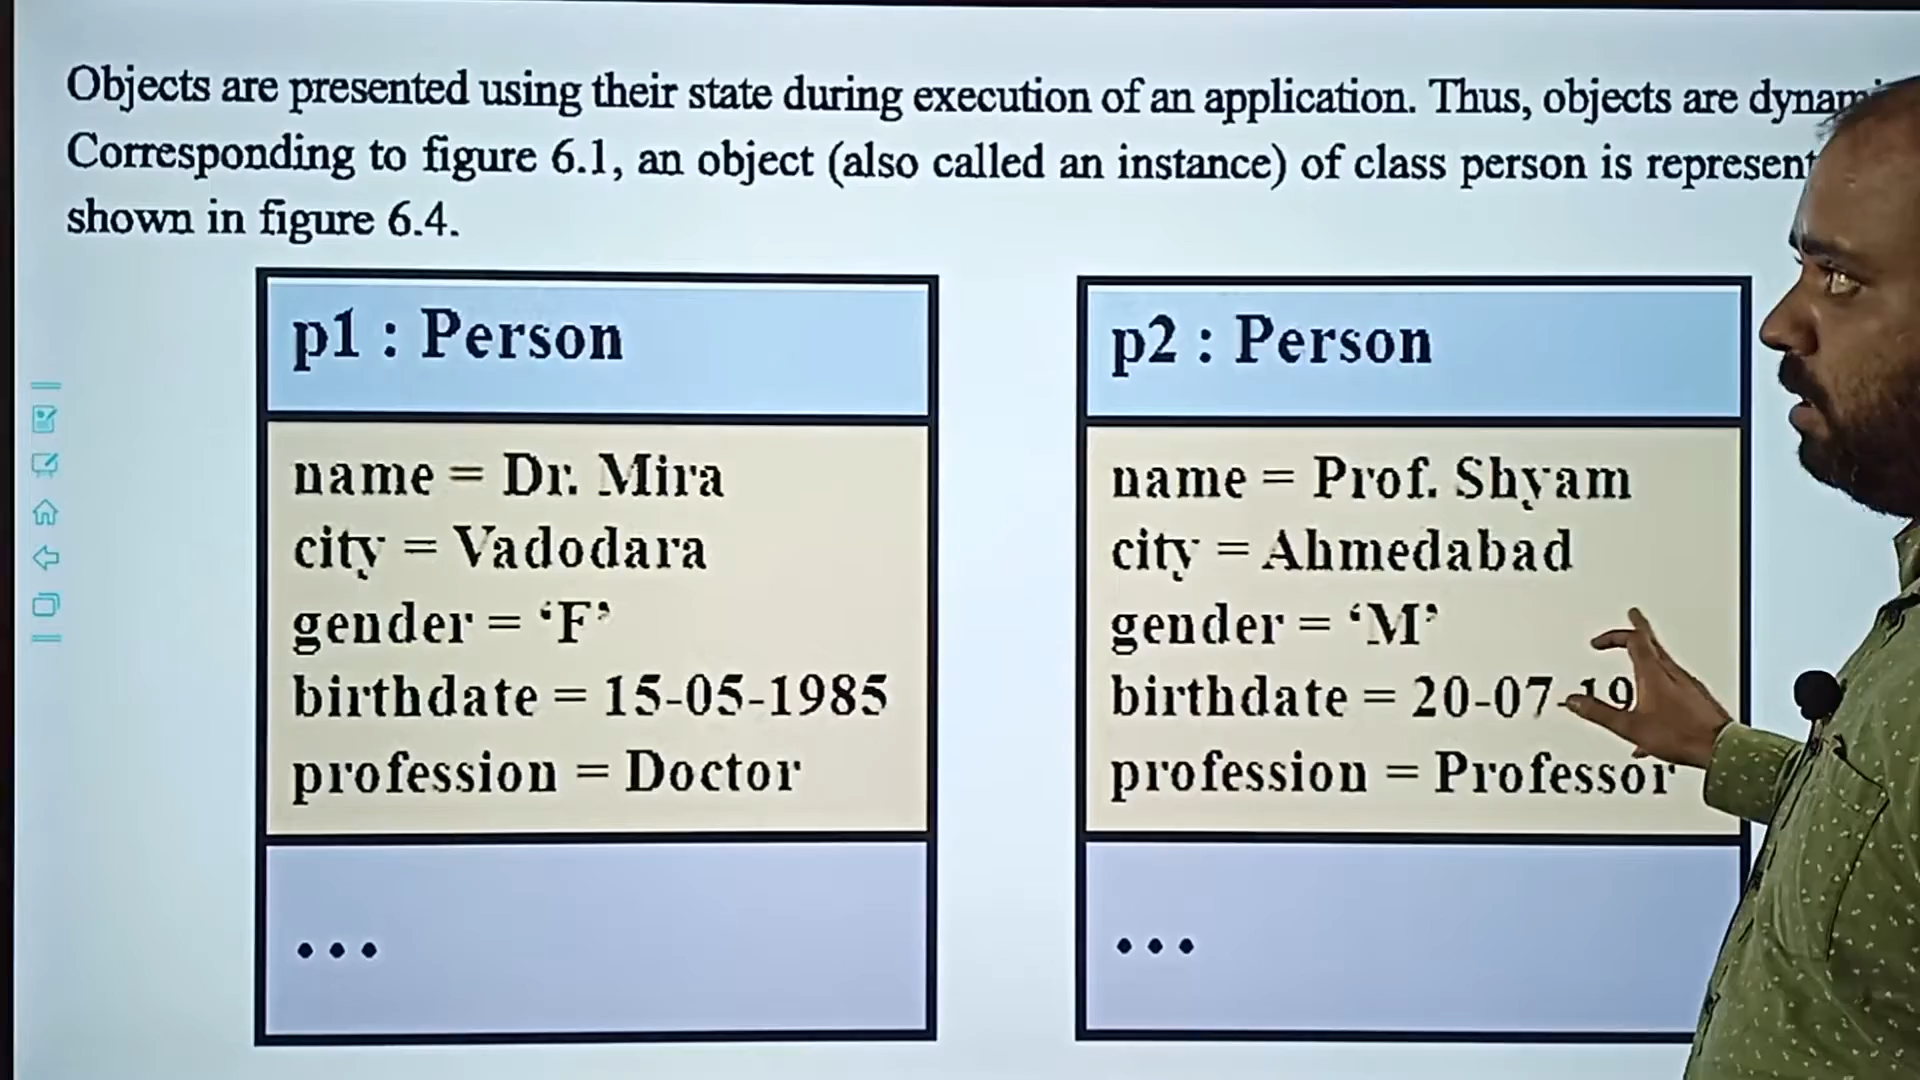 Objects are presented using their state during execution of an application. Thus, objects are
Corresponding to figure 6.1, an object (also called an instance) of class person is
shown in figure 6.4.
p1 : Person
name = Dr. Mira
city = Vadodara
gender = ‘F’
birthdate = 15-05-1985
profession = Doctor
...
p2 : Person
name = Prof. Shyam
city = Ahmedabad
gender = ‘M’
birthdate = 20-07-19
profession = Professor
...